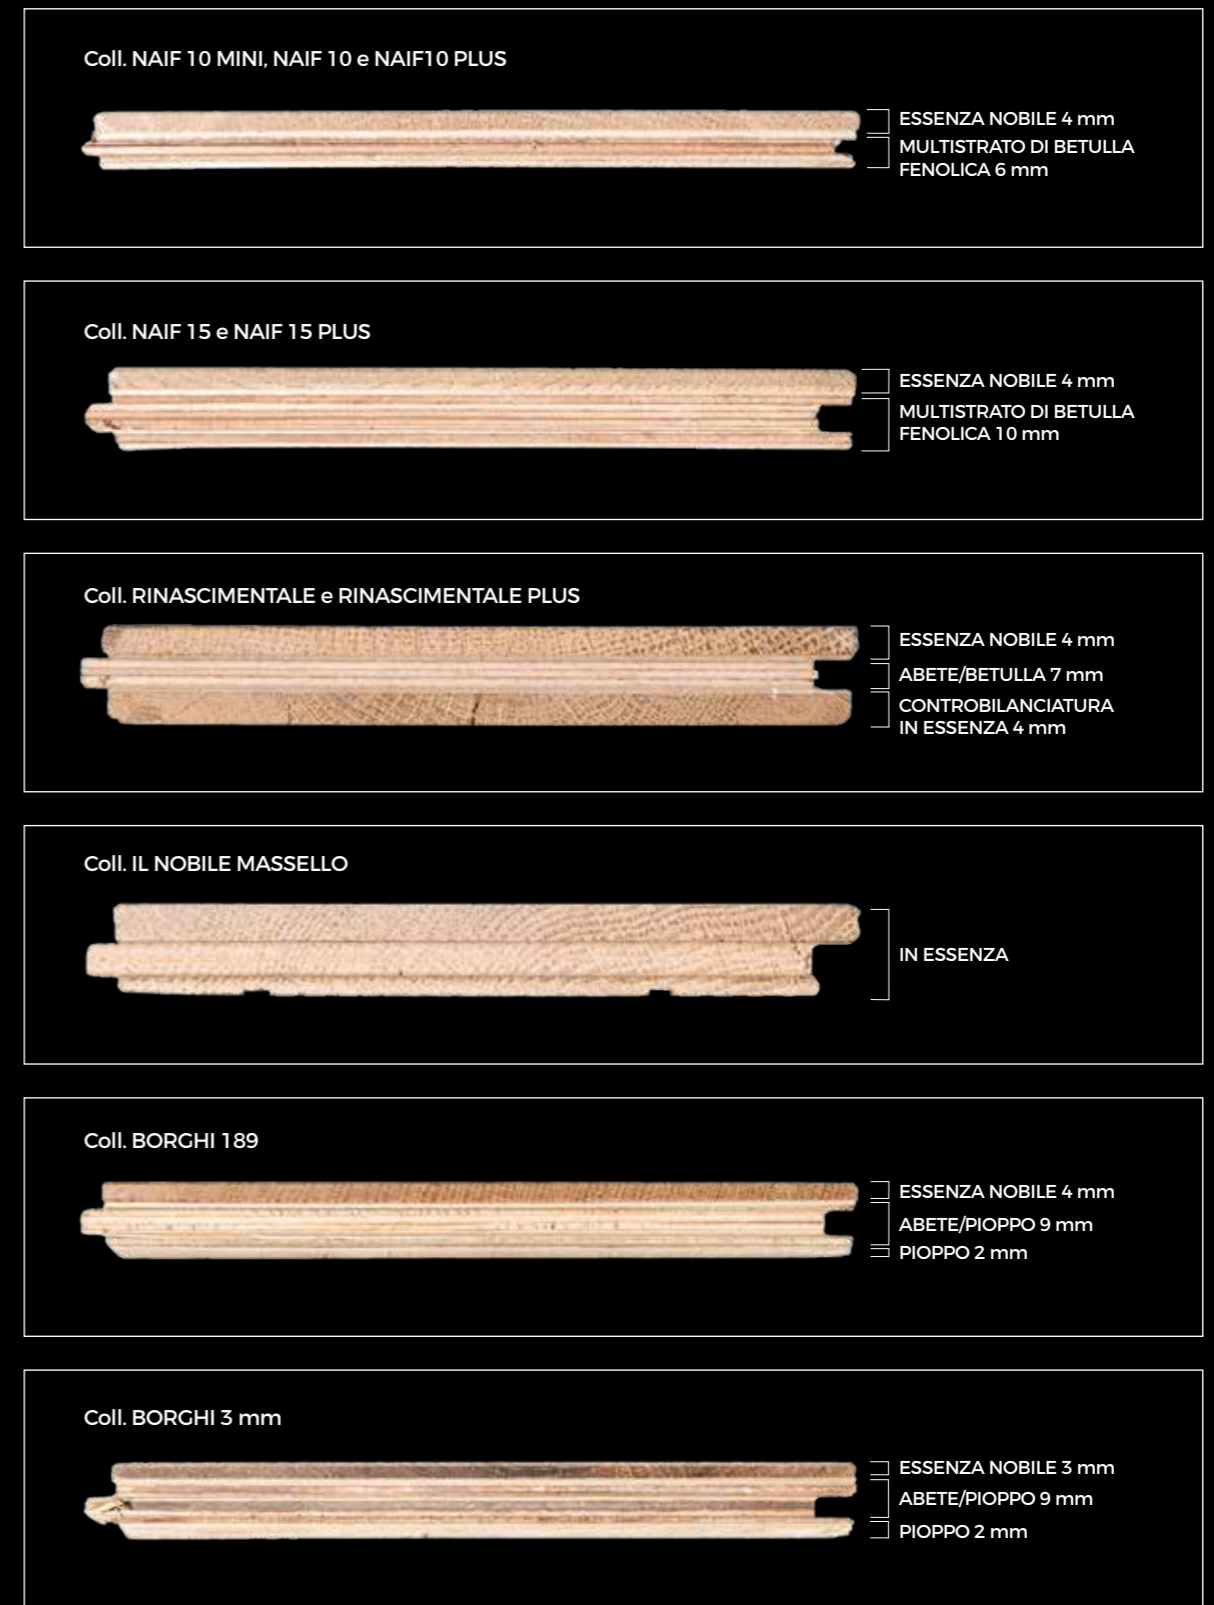 Coll. NAIF 10 MINI, NAIF 10 e NAIF10 PLUS
ESSENZA NOBILE 4 mm
MULTISTRATO DI BETULLA
FENOLICA 6 mm
Coll. NAIF 15 e NAIF 15 PLUS
ESSENZA NOBILE 4 mm
MULTISTRATO DI BETULLA
FENOLICA 10 mm
Coll. RINASCIMENTALE e RINASCIMENTALE PLUS
ESSENZA NOBILE 4 mm
ABETE/BETULLA 7 mm
CONTROBILANCIATURA
IN ESSENZA 4 mm
Coll. IL NOBILE MASSELLO
IN ESSENZA
Coll. BORGHI 189
ESSENZA NOBILE 4 mm
ABETE/PIOPPO 9 mm
PIOPPO 2 mm
Coll. BORGHI 3 mm
ESSENZA NOBILE 3 mm
ABETE/PIOPPO 9 mm
PIOPPO 2 mm